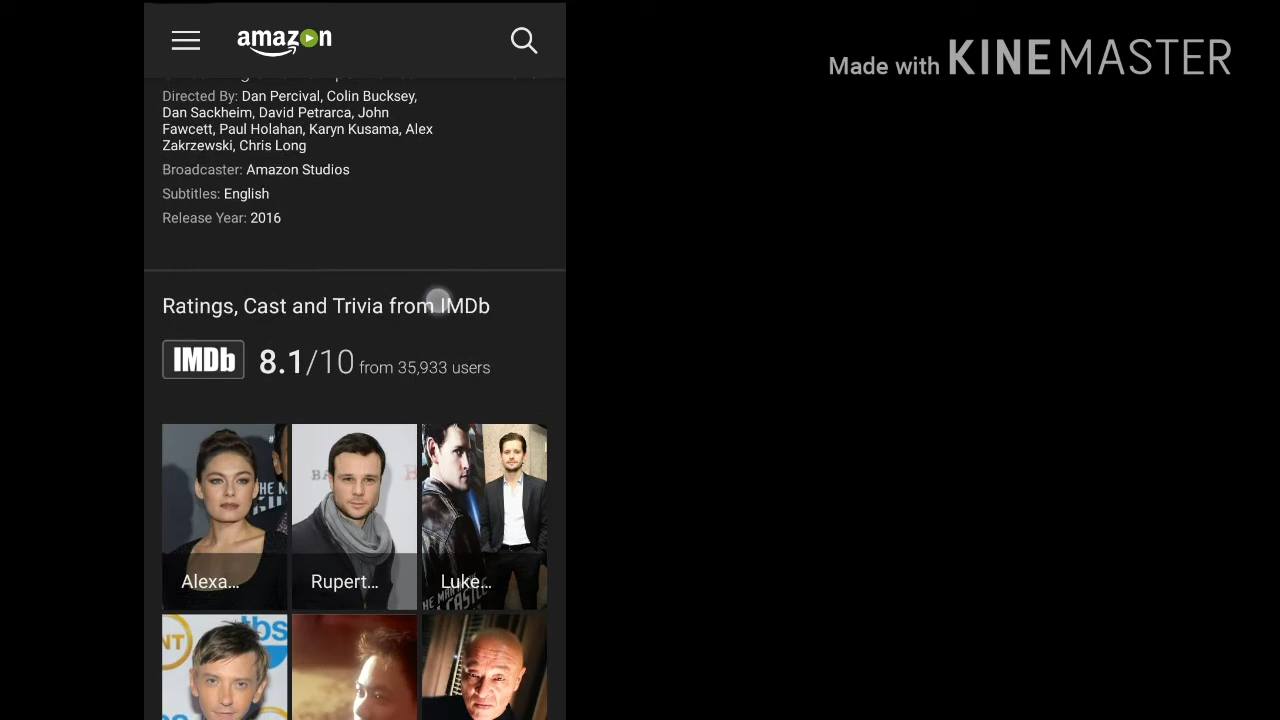 amazon
Made with KINEMASTER
Directed By: Dan Percival, Colin Bucksey,
Dan Sackheim, David Petrarca, John
Fawcett, Paul Holahan, Karyn Kusama, Alex
Zakrzewski, Chris Long
Broadcaster: Amazon Studios
Subtitles: English
Release Year: 2016
Ratings, Cast and Trivia from IMDb
IMDb 8.1/10 from 35,933 users
Alexa...
Rupert...
Luke...
tbs